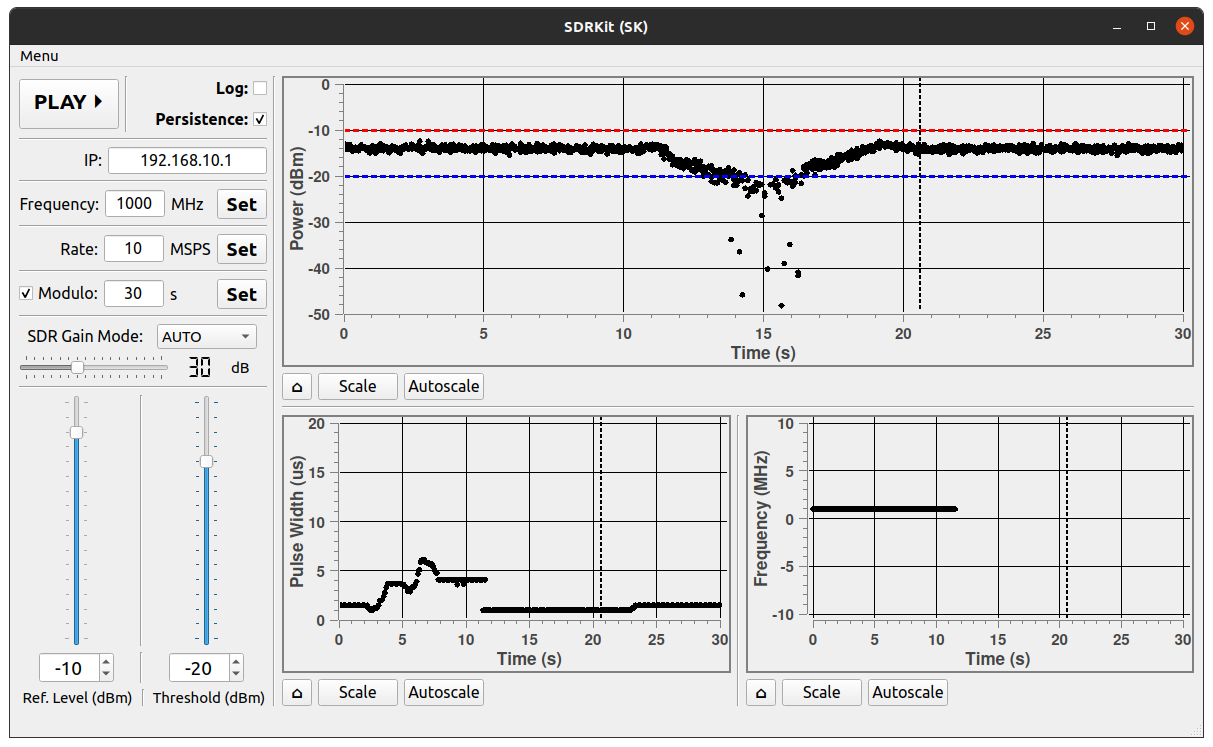 SDRKit (SK)
Menu
PLAY
Log:
Persistence:
IP: 192.168.10.1
Frequency: 1000 MHz Set
Rate: 10 MSPS Set
Modulo: 30 s Set
SDR Gain Mode: AUTO
30 dB
-10 -20
Ref. Level (dBm) Threshold (dBm)
Power (dBm)
0
-10
-20
-30
-40
-50
0 5 10 15 20 25 30
Time (s)
Scale Autoscale
Pulse Width (us)
20
15
10
5
0
0 5 10 15 20 25 30
Time (s)
Scale Autoscale
Frequency (MHz)
10
5
0
-5
-10
0 5 10 15 20 25 30
Time (s)
Scale Autoscale